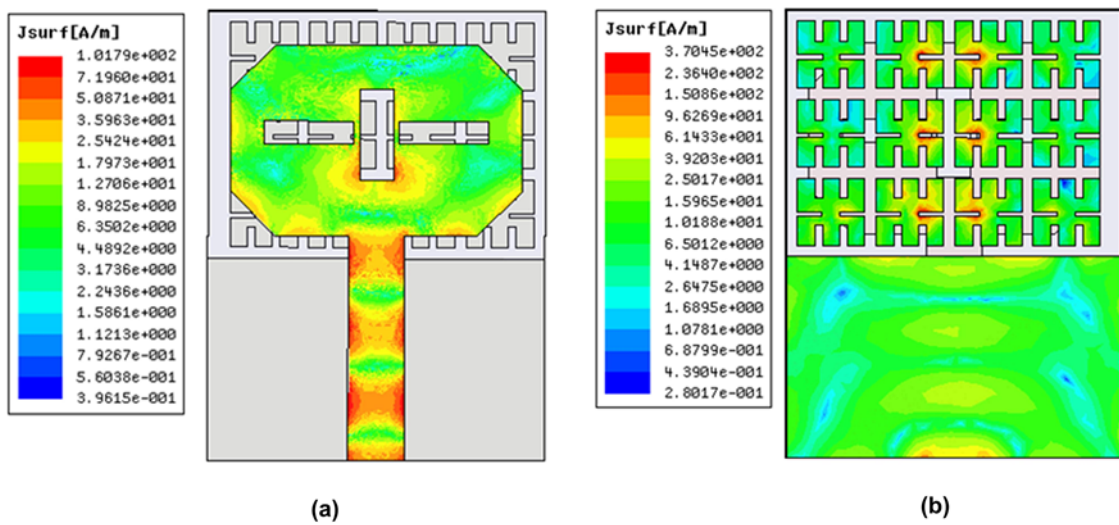 Jsurf[A/m]
1.0179e+002
7.1960e+001
5.0871e+001
3.5963e+001
2.5424e+001
1.7973e+001
1.2706e+001
8.9825e+000
6.3502e+000
4.4892e+000
3.1736e+000
2.2436e+000
1.5861e+000
1.1213e+000
7.9267e-001
5.6038e-001
3.9615e-001
(a)
Jsurf[A/m]
3.7045e+002
2.3640e+002
1.5086e+002
9.6269e+001
6.1433e+001
3.9203e+001
2.5017e+001
1.5965e+001
1.0188e+001
6.5012e+000
4.1487e+000
2.6475e+000
1.6895e+000
1.0781e+000
6.8799e-001
4.3904e-001
2.8017e-001
(b)